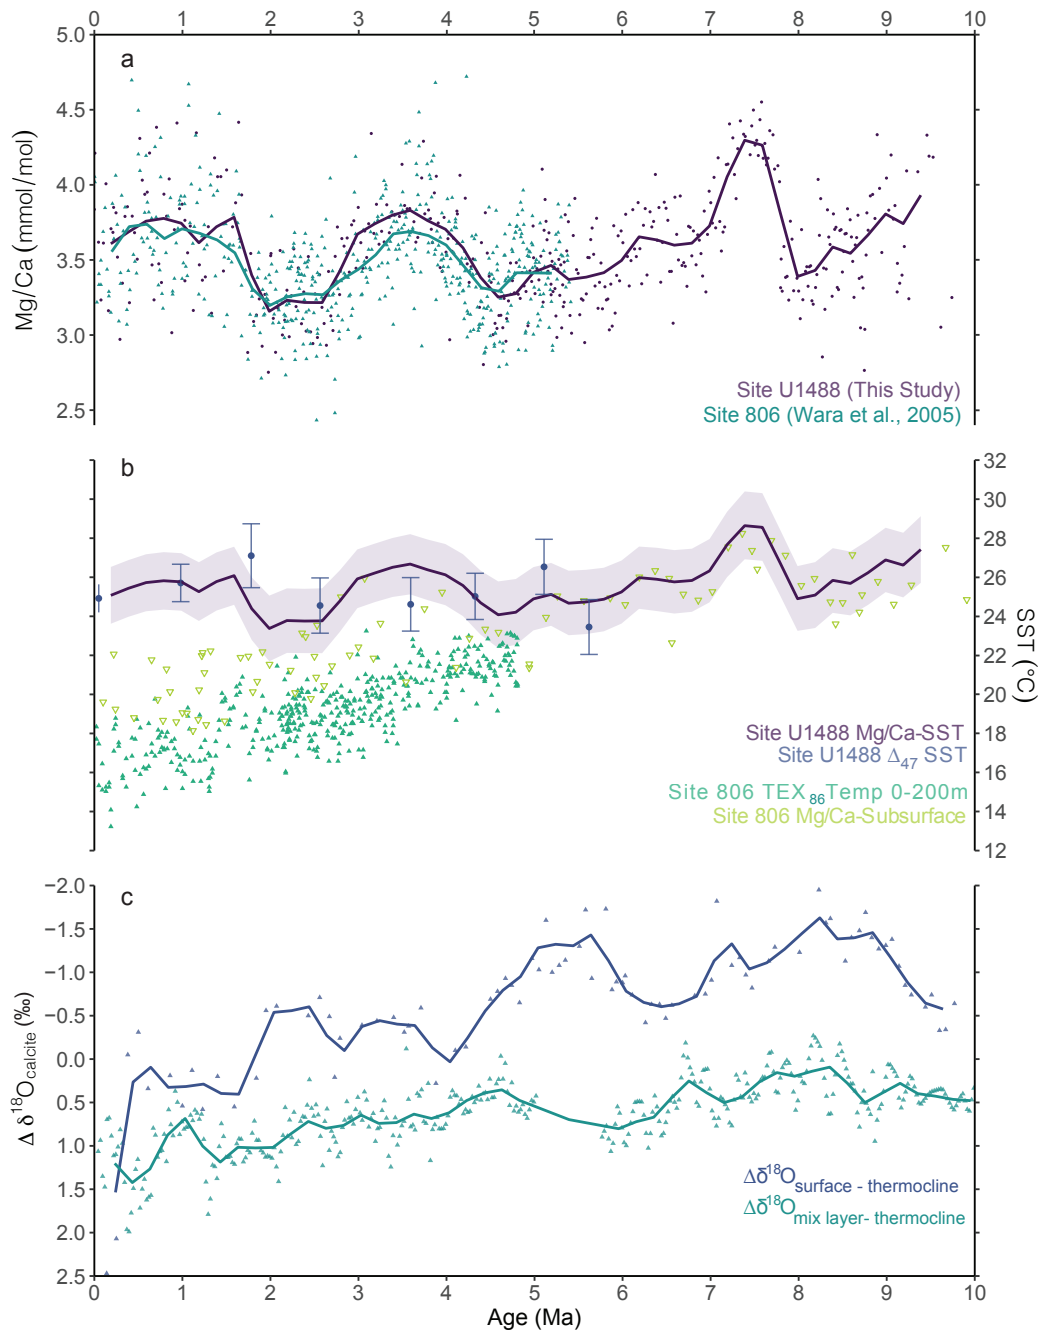 0 1 2 3 4 5 6 7 8 9 10
a
5.0
4.5
4.0
3.5
3.0
2.5
Mg/Ca (mmol/mol)
Site U1488 (This Study)
Site 806 (Wara et al., 2005)
b
32
30
28
26
24
22
20
18
16
14
12
SST (°C)
Site U1488 Mg/Ca-SST
Site U1488 Δ47 SST
Site 806 TEX86Temp 0-200m
Site 806 Mg/Ca-Subsurface
c
−2.0
−1.5
−1.0
−0.5
0.0
0.5
1.0
1.5
2.0
2.5
Δ δ18Ocalcite (‰)
Δδ18Osurface - thermocline
Δδ18Omix layer- thermocline
0 1 2 3 4 5 6 7 8 9 10
Age (Ma)